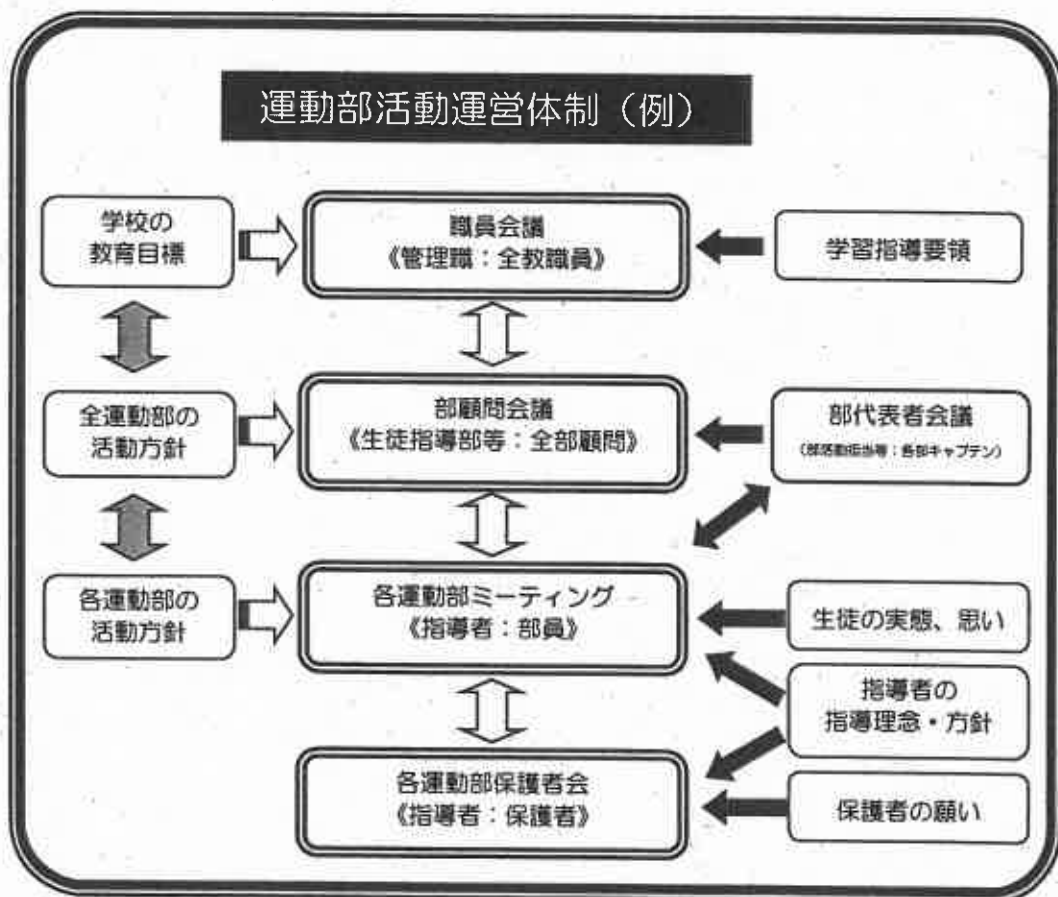 運動部活動運営体制（例）
学校の
教育目標
職員会議
《管理職：全教職員》
学習指導要領
全運動部の
活動方針
部顧問会議
《生徒指導部等：全部顧問》
部代表者会議
（部活動担当等：各部キャプテン）
各運動部の
活動方針
各運動部ミーティング
《指導者：部員》
生徒の実態、思い
指導者の
指導理念・方針
各運動部保護者会
《指導者：保護者》
保護者の願い